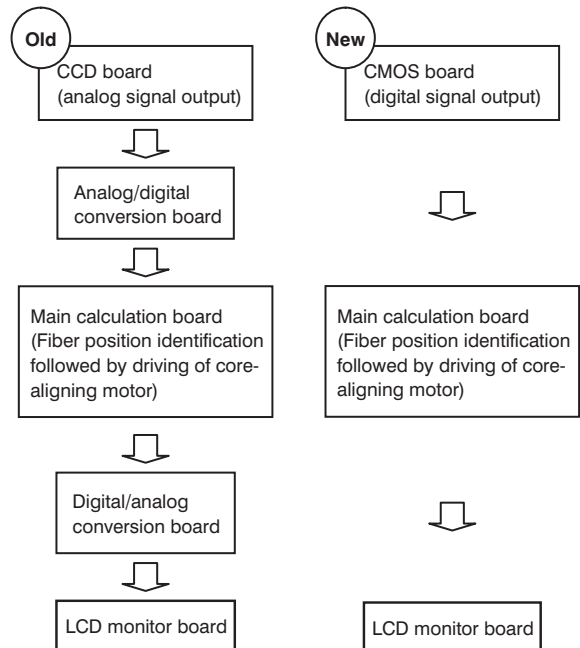 Old
CCD board
(analog signal output)
Analog/digital
conversion board
Main calculation board
(Fiber position identification
followed by driving of core-
aligning motor)
Digital/analog
conversion board
LCD monitor board
New
CMOS board
(digital signal output)
Main calculation board
(Fiber position identification
followed by driving of core-
aligning motor)
LCD monitor board